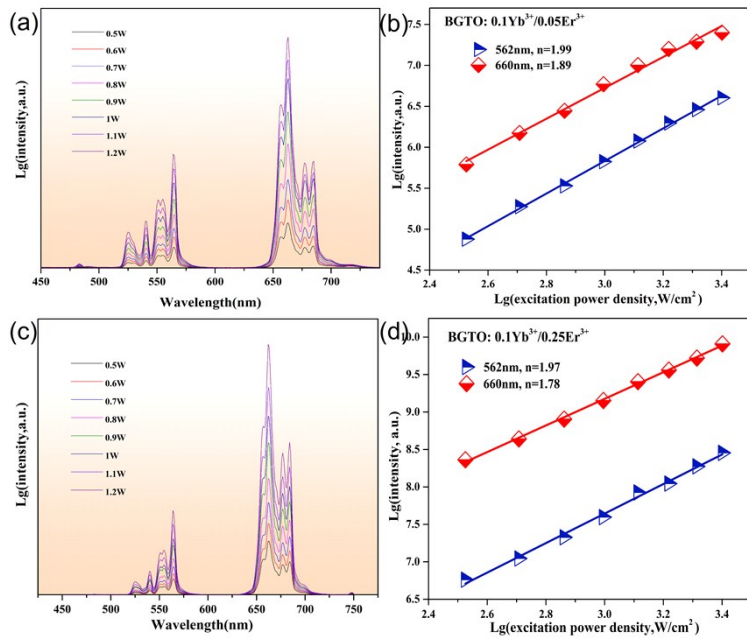 (a)
0.5W
0.6W
0.7W
0.8W
0.9W
1W
1.1W
1.2W
Lg(intensity,a.u.)
450 500 550 600 650 700
Wavelength(nm)
(b)
BGTO: 0.1Yb³⁺/0.05Er³⁺
562nm, n=1.99
660nm, n=1.89
Lg(intensity,a.u.)
7.5
7.0
6.5
6.0
5.5
5.0
4.5
2.4 2.6 2.8 3.0 3.2 3.4
Lg(excitation power density,W/cm²)
(c)
0.5W
0.6W
0.7W
0.8W
0.9W
1W
1.1W
1.2W
Lg(intensity,a.u.)
450 500 550 600 650 700 750
Wavelength(nm)
(d)
BGTO: 0.1Yb³⁺/0.25Er³⁺
562nm, n=1.97
660nm, n=1.78
Lg(intensity, a.u.)
10.0
9.5
9.0
8.5
8.0
7.5
7.0
6.5
2.4 2.6 2.8 3.0 3.2 3.4
Lg(excitation power density,W/cm²)